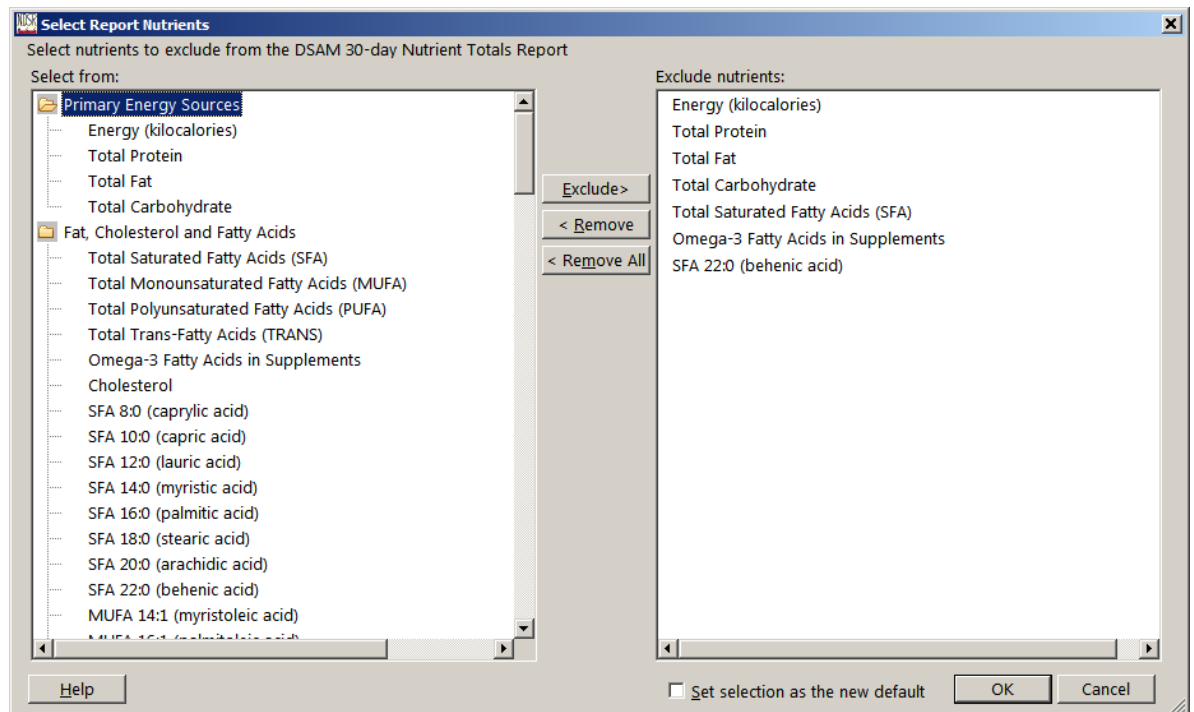 Select Report Nutrients
Select nutrients to exclude from the DSAM 30-day Nutrient Totals Report
Select from:
Primary Energy Sources
Energy (kilocalories)
Total Protein
Total Fat
Total Carbohydrate
Fat, Cholesterol and Fatty Acids
Total Saturated Fatty Acids (SFA)
Total Monounsaturated Fatty Acids (MUFA)
Total Polyunsaturated Fatty Acids (PUFA)
Total Trans-Fatty Acids (TRANS)
Omega-3 Fatty Acids in Supplements
Cholesterol
SFA 8:0 (caprylic acid)
SFA 10:0 (capric acid)
SFA 12:0 (lauric acid)
SFA 14:0 (myristic acid)
SFA 16:0 (palmitic acid)
SFA 18:0 (stearic acid)
SFA 20:0 (arachidic acid)
SFA 22:0 (behenic acid)
MUFA 14:1 (myristoleic acid)
Exclude>
< Remove
< Remove All
Exclude nutrients:
Energy (kilocalories)
Total Protein
Total Fat
Total Carbohydrate
Total Saturated Fatty Acids (SFA)
Omega-3 Fatty Acids in Supplements
SFA 22:0 (behenic acid)
Help
Set selection as the new default
OK
Cancel